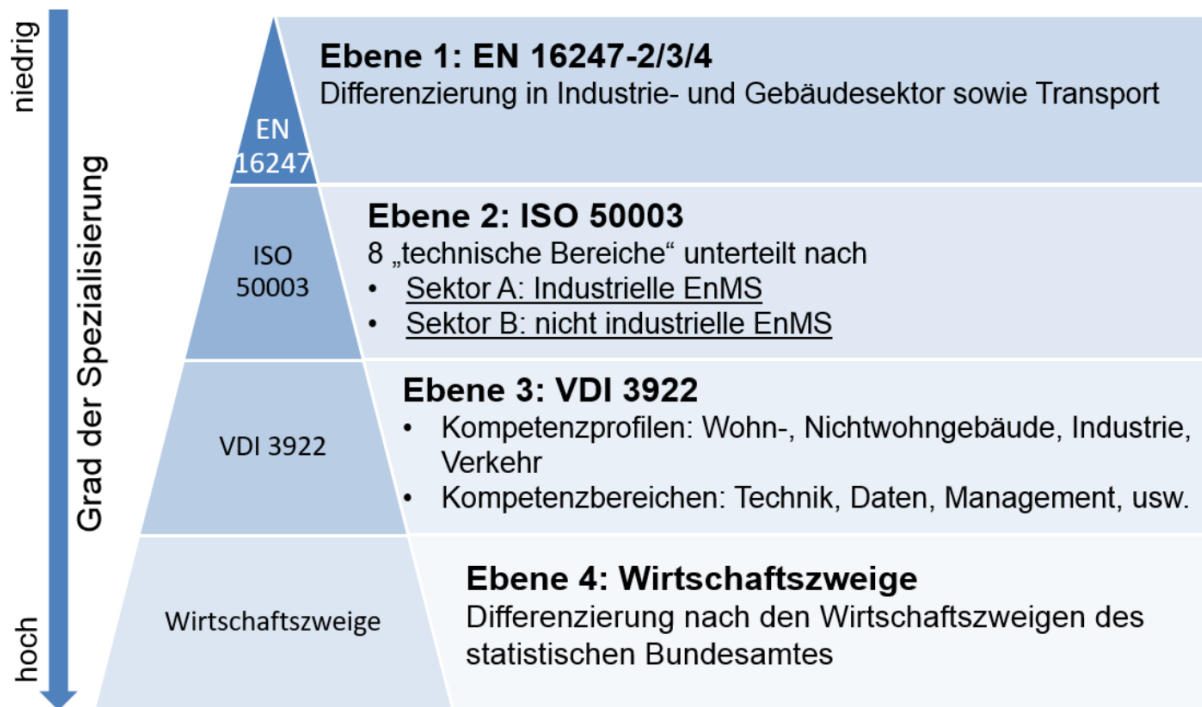 niedrig
Grad der Spezialisierung
hoch
EN
16247
Ebene 1: EN 16247-2/3/4
Differenzierung in Industrie- und Gebäudesektor sowie Transport
ISO
50003
Ebene 2: ISO 50003
8 „technische Bereiche“ unterteilt nach
• Sektor A: Industrielle EnMS
• Sektor B: nicht industrielle EnMS
VDI 3922
Ebene 3: VDI 3922
• Kompetenzprofilen: Wohn-, Nichtwohngebäude, Industrie,
Verkehr
• Kompetenzbereichen: Technik, Daten, Management, usw.
Wirtschaftszweige
Ebene 4: Wirtschaftszweige
Differenzierung nach den Wirtschaftszweigen des
statistischen Bundesamtes